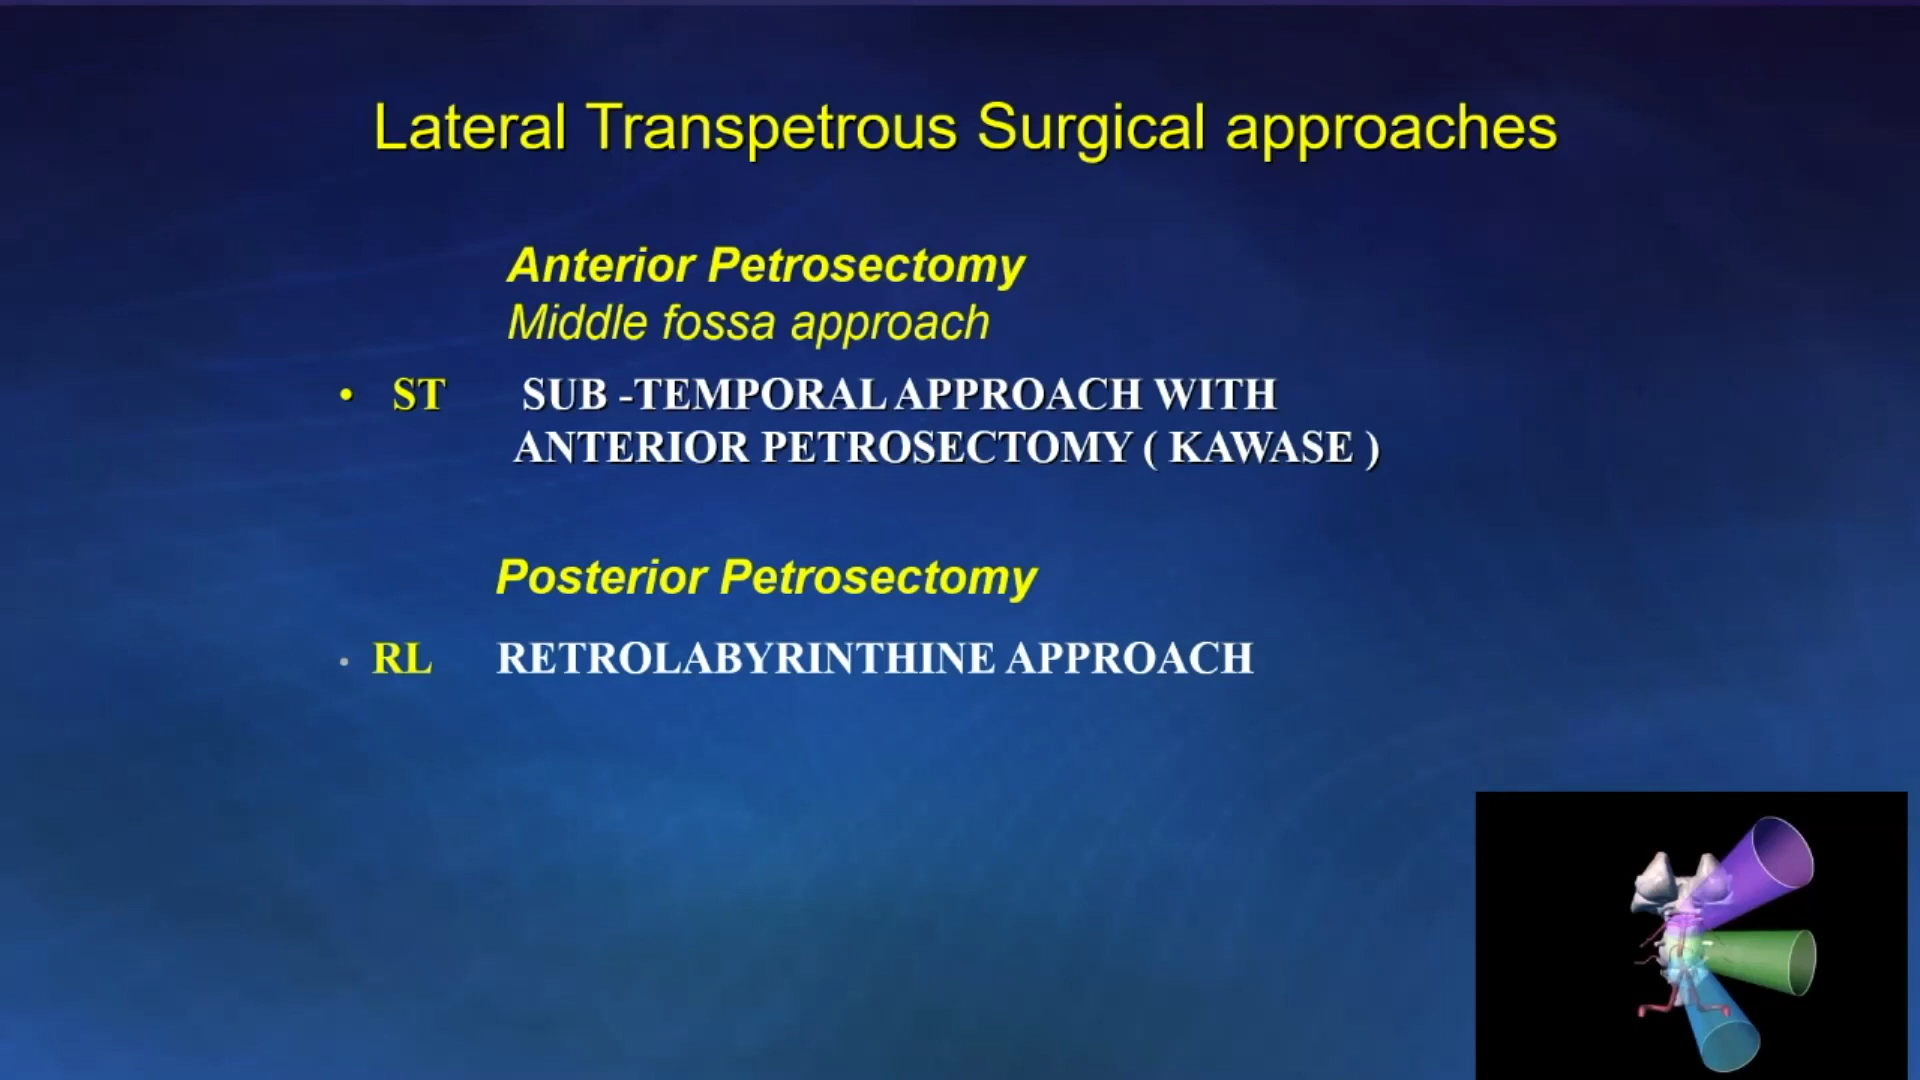 Lateral Transpetrous Surgical approaches
Anterior Petrosectomy
Middle fossa approach
• ST SUB -TEMPORAL APPROACH WITH
ANTERIOR PETROSECTOMY ( KAWASE )
Posterior Petrosectomy
• RL RETROLABYRINTHINE APPROACH